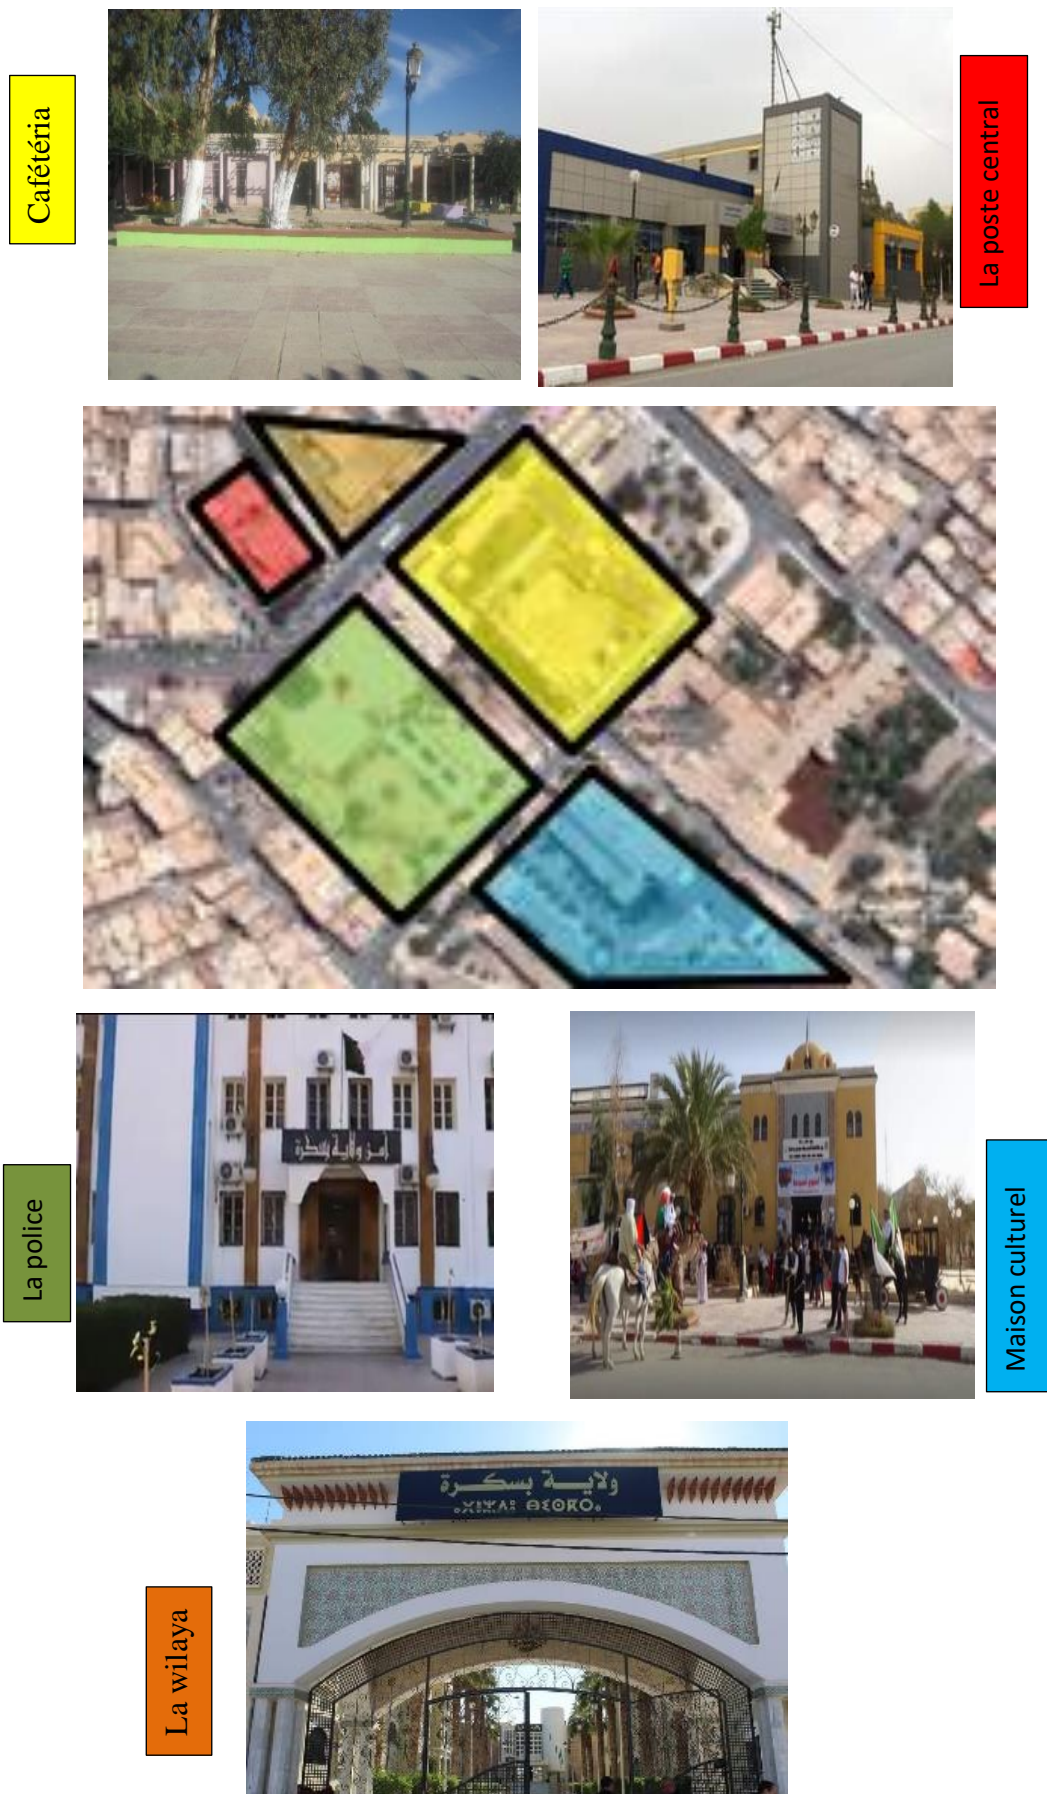 Cafétéria
La poste central
La police
أمن ولاية بسكرة
Maison culturel
ولاية بسكرة
La wilaya